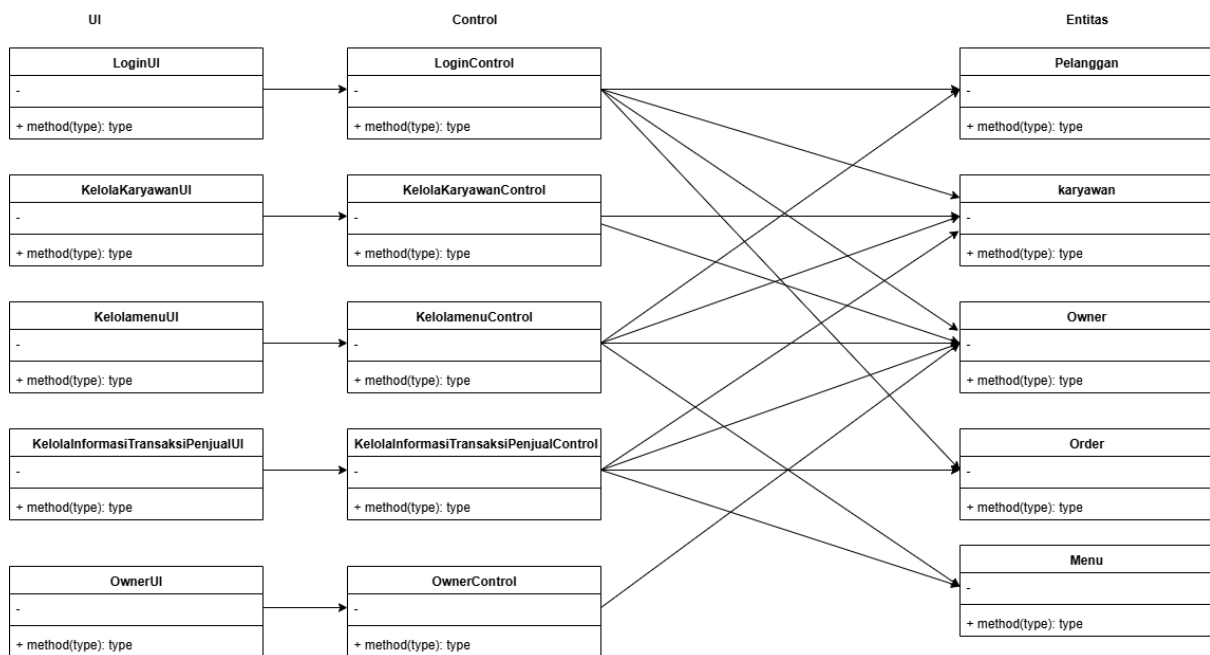 UI
Control
Entitas
LoginUI
-
+ method(type): type
LoginControl
-
+ method(type): type
Pelanggan
-
+ method(type): type
KelolaKaryawanUI
-
+ method(type): type
KelolaKaryawanControl
-
+ method(type): type
karyawan
-
+ method(type): type
KelolamenuUI
-
+ method(type): type
KelolamenuControl
-
+ method(type): type
Owner
-
+ method(type): type
KelolaInformasiTransaksiPenjualUI
-
+ method(type): type
KelolaInformasiTransaksiPenjualControl
-
+ method(type): type
Order
-
+ method(type): type
OwnerUI
-
+ method(type): type
OwnerControl
-
+ method(type): type
Menu
-
+ method(type): type